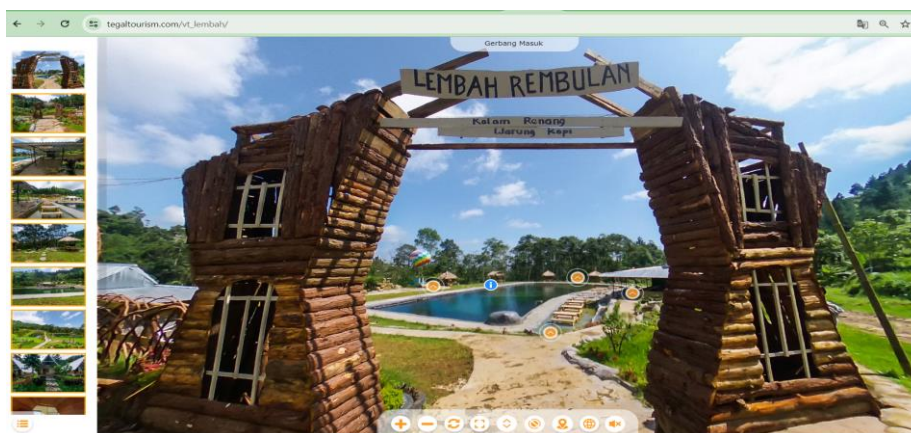 tegaltourism.com/vt_lembah/
Gerbang Masuk
LEMBAH REMBULAN
Kolam Renang
Warung Kopi